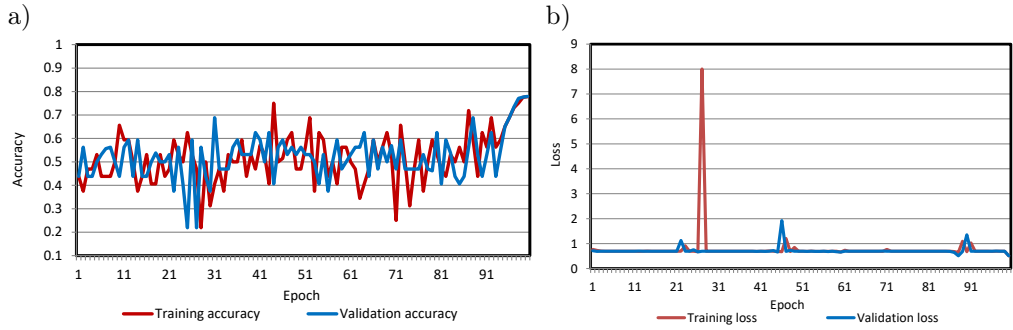 a)
1
0.9
0.8
0.7
0.6
0.5
0.4
0.3
0.2
0.1
Accuracy
1 11 21 31 41 51 61 71 81 91
Epoch
Training accuracy Validation accuracy
b)
9
8
7
6
5
4
3
2
1
0
Loss
1 11 21 31 41 51 61 71 81 91
Epoch
Training loss Validation loss